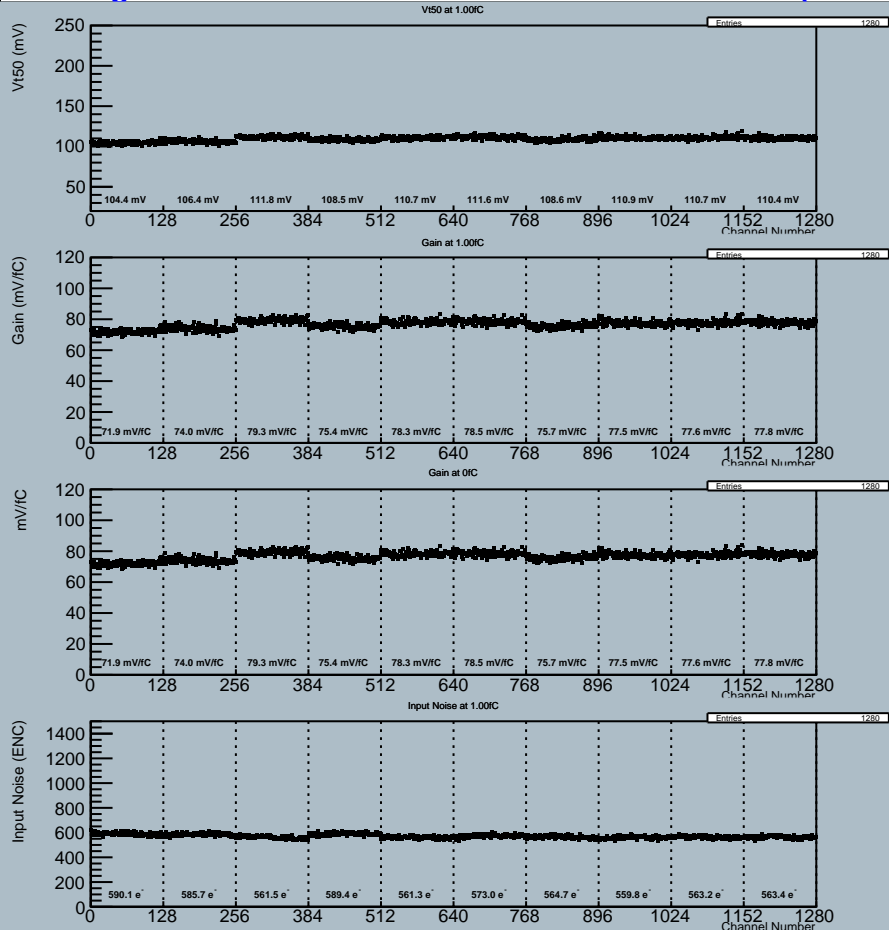 Vt50 at 1.00fC
Entries 1280
Vt50 (mV)
250
200
150
100
50
104.4 mV 106.4 mV 111.8 mV 108.5 mV 110.7 mV 111.6 mV 108.6 mV 110.9 mV 110.7 mV 110.4 mV
0 128 256 384 512 640 768 896 1024 1152 1280
Channel Number
Gain at 1.00fC
Entries 1280
Gain (mV/fC)
120
100
80
60
40
20
0
71.9 mV/fC 74.0 mV/fC 79.3 mV/fC 75.4 mV/fC 78.3 mV/fC 78.5 mV/fC 75.7 mV/fC 77.5 mV/fC 77.6 mV/fC 77.8 mV/fC
0 128 256 384 512 640 768 896 1024 1152 1280
Channel Number
Gain at 0fC
Entries 1280
mV/fC
120
100
80
60
40
20
0
71.9 mV/fC 74.0 mV/fC 79.3 mV/fC 75.4 mV/fC 78.3 mV/fC 78.5 mV/fC 75.7 mV/fC 77.5 mV/fC 77.6 mV/fC 77.8 mV/fC
0 128 256 384 512 640 768 896 1024 1152 1280
Channel Number
Input Noise at 1.00fC
Entries 1280
Input Noise (ENC)
1400
1200
1000
800
600
400
200
0
590.1 e⁻ 585.7 e⁻ 561.5 e⁻ 589.4 e⁻ 561.3 e⁻ 573.0 e⁻ 564.7 e⁻ 559.8 e⁻ 563.2 e⁻ 563.4 e⁻
0 128 256 384 512 640 768 896 1024 1152 1280
Channel Number